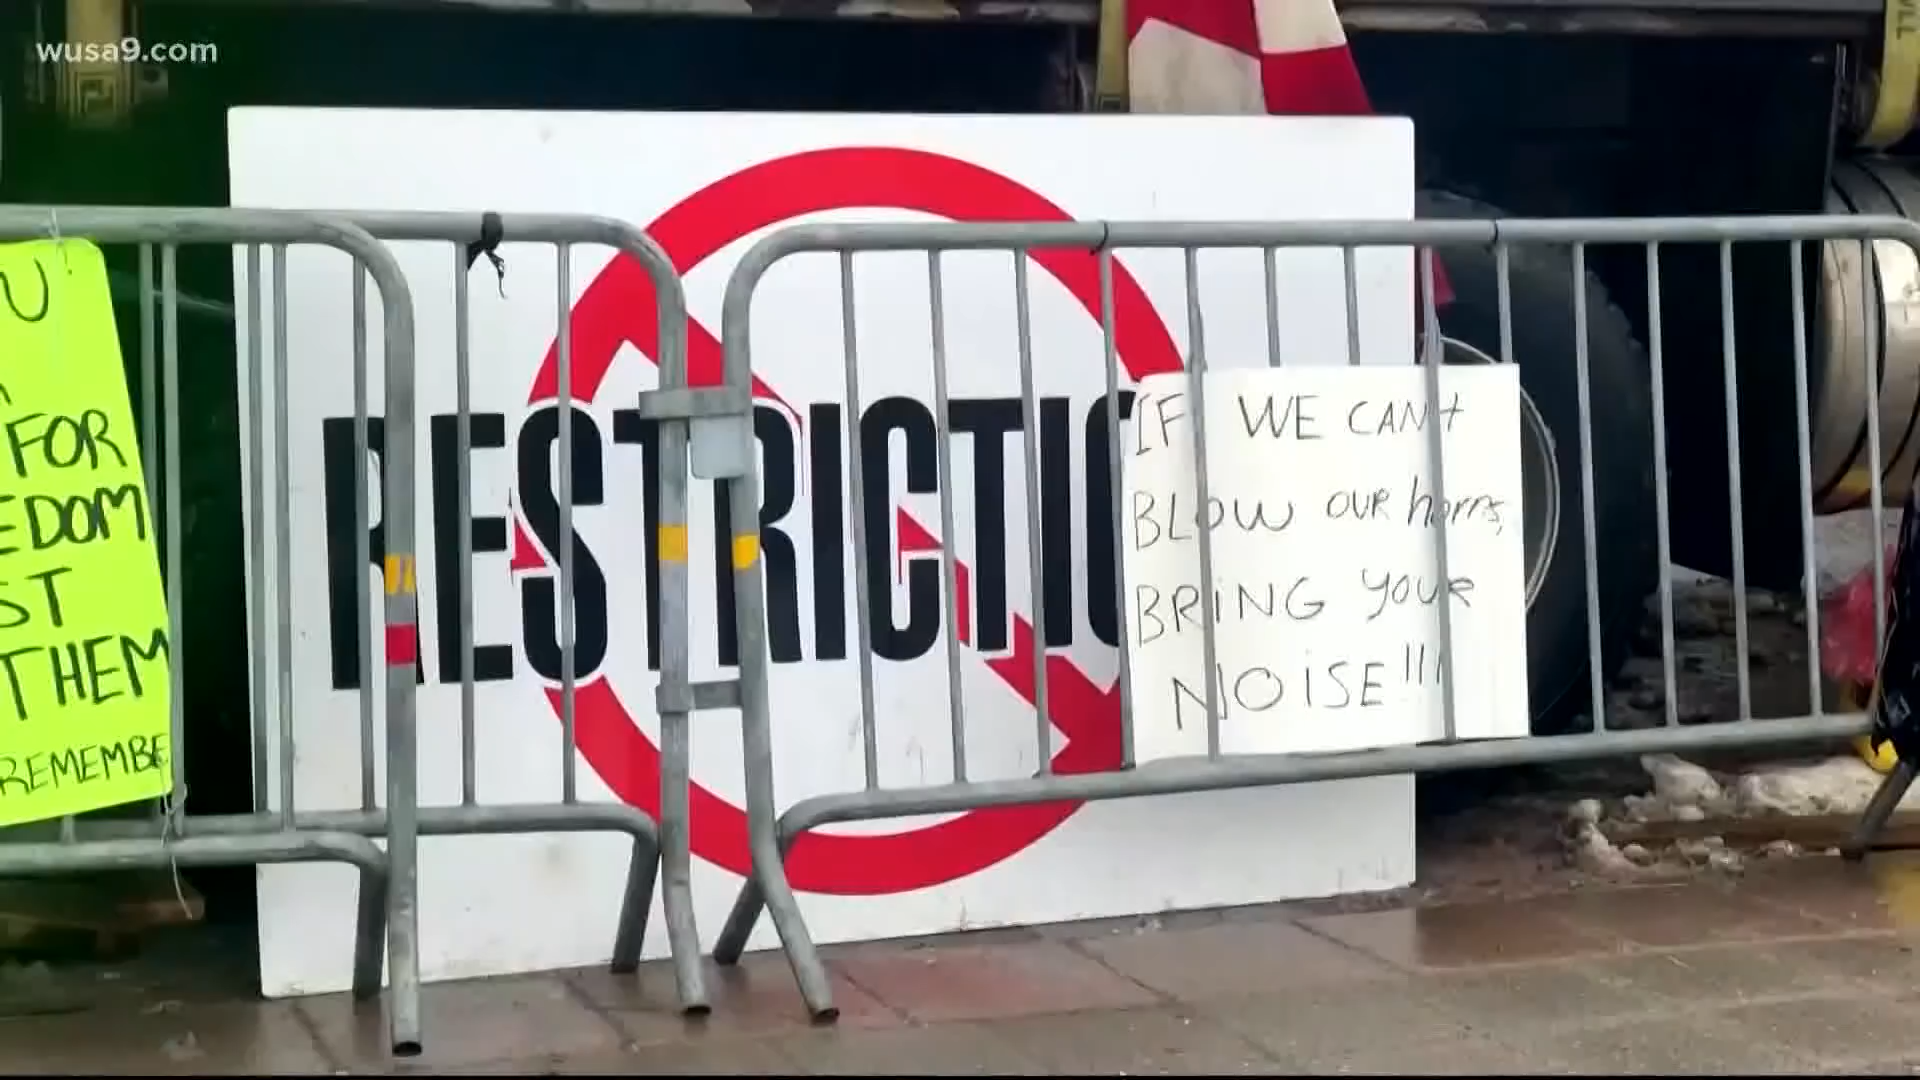 wusa9.com
U
FOR
EDOM
ST
THEM
REMEMBE
RESTRICTIO
IF WE CAN't
BLOW OUR horns,
BRING YOUR
NOISE!!!